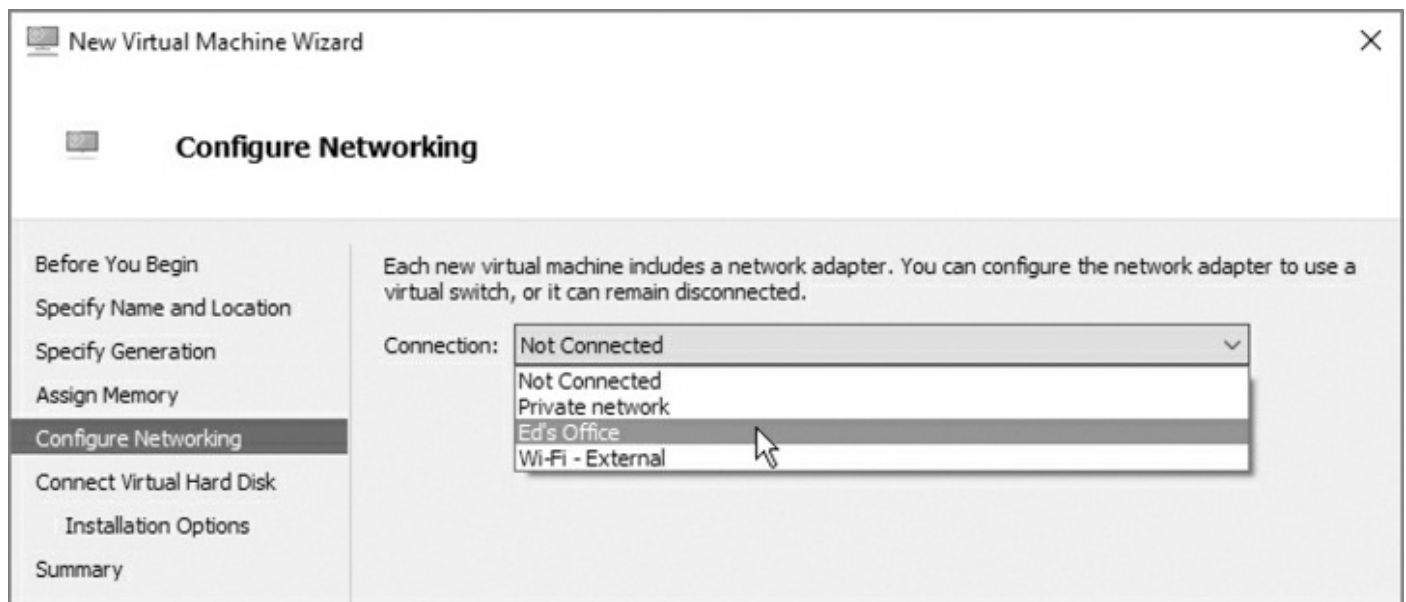 New Virtual Machine Wizard
Configure Networking
Before You Begin
Specify Name and Location
Specify Generation
Assign Memory
Configure Networking
Connect Virtual Hard Disk
Installation Options
Summary
Each new virtual machine includes a network adapter. You can configure the network adapter to use a
virtual switch, or it can remain disconnected.
Connection: Not Connected
Not Connected
Private network
Ed's Office
Wi-Fi - External